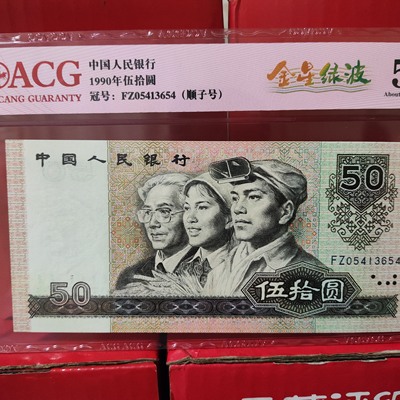 ACG
CANG GUARANTY
中国人民银行
1990年伍拾圆
冠号：FZ05413654（顺子号）
金星绿波
5
About
中国人民银行
50
FZ05413654
50
伍拾圆